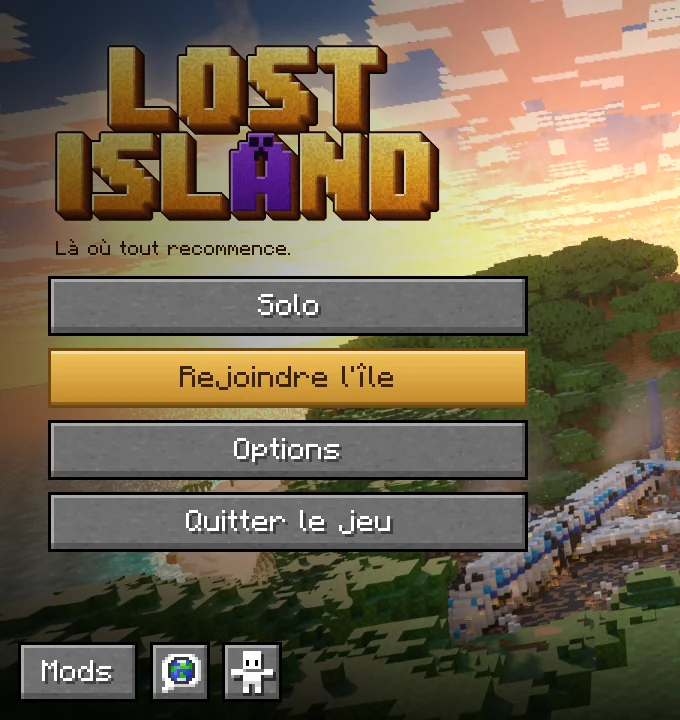 LOST
ISLAND
Là où tout recommence.
Solo
Rejoindre l'île
Options
Quitter le jeu
Mods